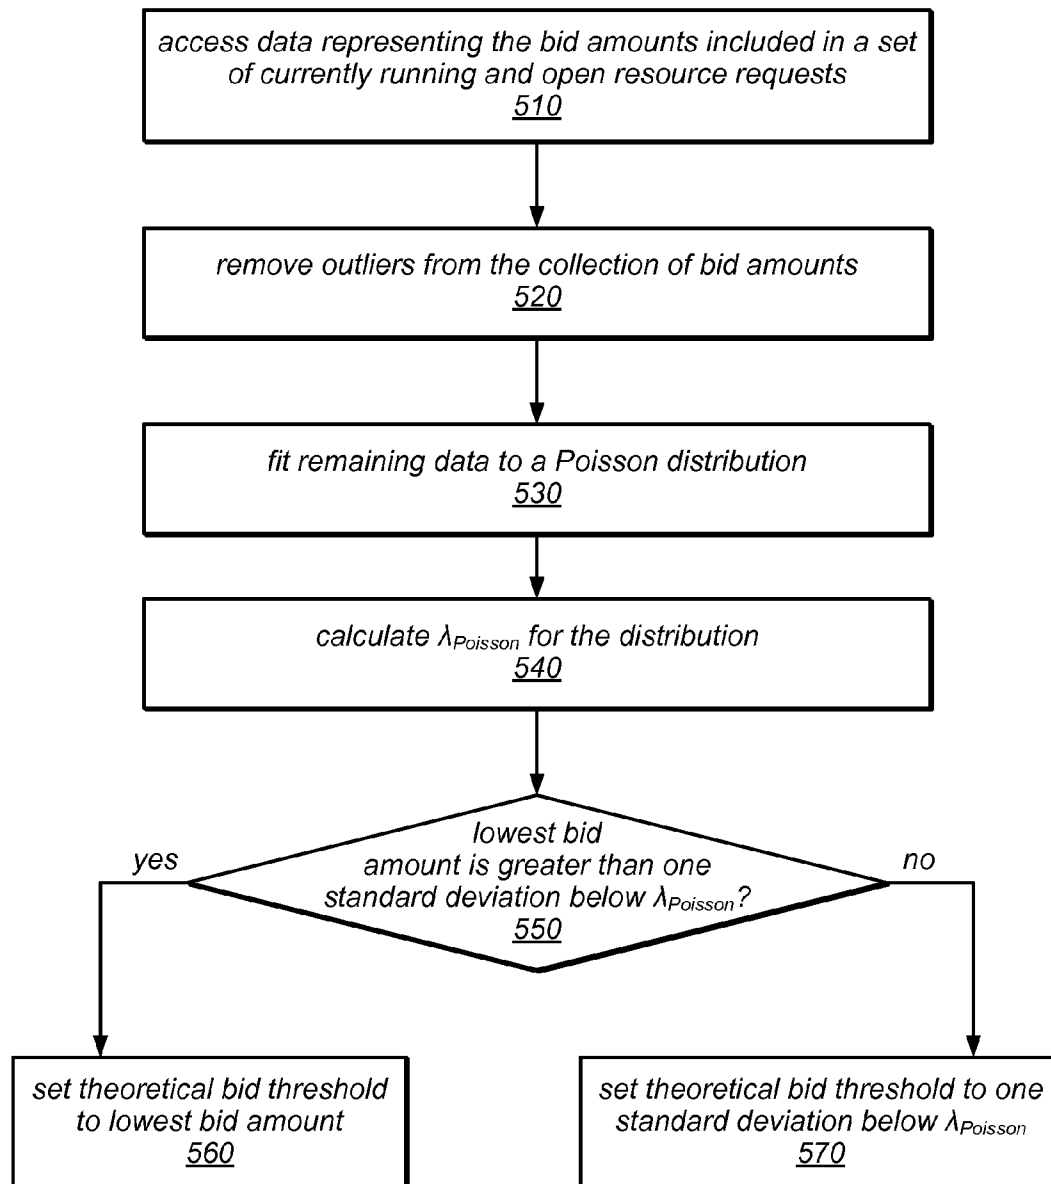 access data representing the bid amounts included in a set
of currently running and open resource requests
510
remove outliers from the collection of bid amounts
520
fit remaining data to a Poisson distribution
530
calculate λPoisson for the distribution
540
lowest bid
amount is greater than one
standard deviation below λPoisson?
550
yes
no
set theoretical bid threshold
to lowest bid amount
560
set theoretical bid threshold to one
standard deviation below λPoisson
570